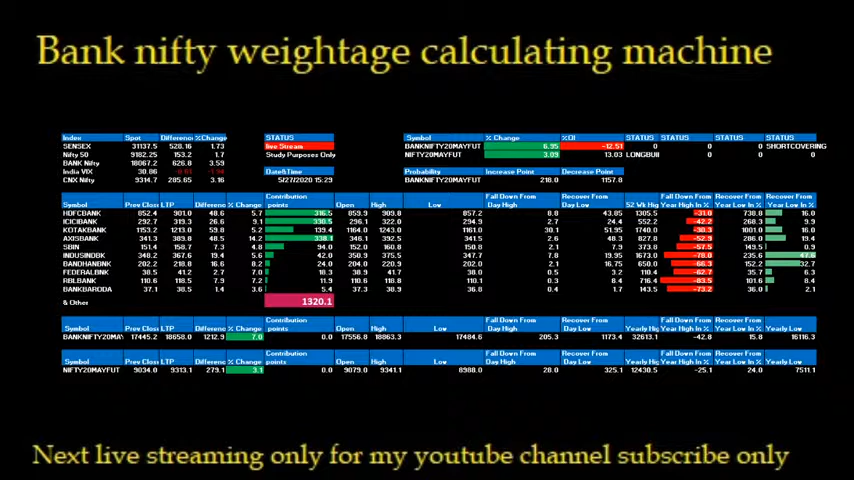 Bank nifty weightage calculating machine
Index Spot Difference %Change STATUS Symbol % Change %OI STATUS STATUS STATUS STATUS
SENSEX 31137.5 528.16 1.73 live Stream BANKNIFTY20MAYFUT 6.95 -12.51 0 0 0 SHORTCOVERING
Nifty 50 9182.25 153.2 1.7 Study Purposes Only NIFTY20MAYFUT 3.09 13.03 LONGBUII 0 0 0
BANK Nifty 18067.2 626.8 3.59
India VIX 30.86 Date&Time Probability Increase Point Decrease Point
CNX Nifty 9314.7 285.65 3.16 5/27/2020 15:29 BANKNIFTY20MAYFUT 218.0 1157.8
Symbol Prev Clos LTP Difference % Change Contribution points Open High Low Fall Down From Day High Recover From Day Low 52 Wk Hig Fall Down From Year High In % Recover From Year Low In %
HDFCBANK 852.4 901.0 48.6 5.7 316.5 859.9 909.8 857.2 8.8 43.85 1305.5 -31.0 738.8 16.0
ICICIBANK 292.7 319.3 26.6 9.1 330.5 296.1 322.0 294.9 2.7 24.4 552.2 -42.2 268.3 9.9
KOTAKBANK 1153.2 1213.0 59.8 5.2 139.4 1164.0 1243.0 1161.1 30.1 51.95 1740.0 -30.3 1001.0 16.0
AXISBANK 341.3 389.8 48.5 14.2 338.1 346.1 392.5 341.5 2.6 48.3 827.8 -52.9 286.0 19.4
SBIN 151.4 158.7 7.3 4.8 94.0 152.0 160.8 150.8 2.1 7.9 373.8 -57.5 149.5 0.9
INDUSINDBK 348.2 367.6 19.4 5.6 42.0 350.8 375.5 347.7 7.8 19.95 1673.0 -78.0 235.6 47.6
BANDHANBNK 202.2 218.8 16.6 8.2 24.0 204.0 220.9 202.0 2.1 16.75 650.0 -66.3 152.2 32.7
FEDERALBNK 38.5 41.2 2.7 7.0 18.3 38.9 41.7 38.0 0.5 3.2 110.4 -62.7 35.7 6.3
RBLBANK 110.6 118.5 7.9 7.2 11.9 110.6 118.8 110.1 0.3 8.4 716.4 -83.5 101.6 8.4
BANKBARODA 37.1 38.5 1.4 3.6 5.4 37.3 38.9 36.8 0.4 1.7 143.5 -73.2 36.0 2.1
& Other 1320.1
Symbol Prev Clos LTP Difference % Change Contribution points Open High Low Fall Down From Day High Recover From Day Low Yearly Hig Fall Down From Year High In % Recover From Year Low In % Yearly Low
BANKNIFTY20MAY 17445.2 18658.0 1212.9 7.0 0.0 17556.8 18863.3 17484.6 205.3 1173.4 32613.1 -42.8 15.8 16116.3
Symbol Prev Clos LTP Difference % Change Contribution points Open High Low Fall Down From Day High Recover From Day Low Yearly Hig Fall Down From Year High In % Recover From Year Low In % Yearly Low
NIFTY20MAYFUT 9034.0 9313.1 279.1 3.1 0.0 9079.0 9341.1 8988.0 28.0 325.1 12430.5 -25.1 24.0 7511.1
Next live streaming only for my youtube channel subscribe only